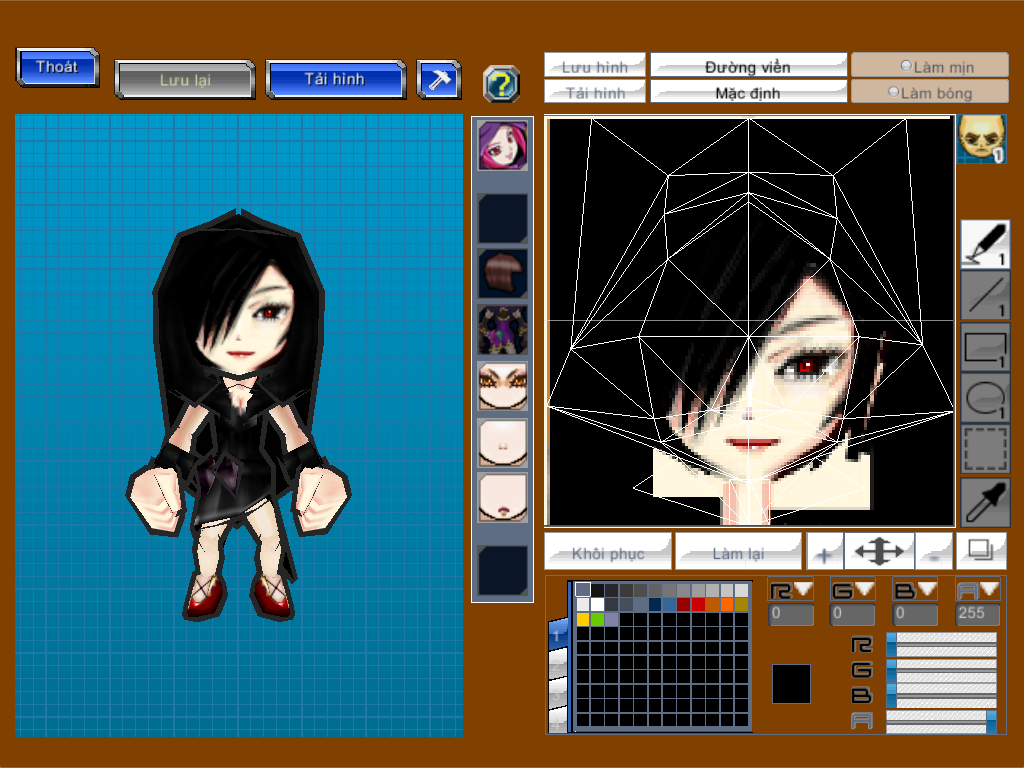 Thoát
Lưu lại
Tải hình
?
Lưu hình
Đường viền
Làm mịn
Tải hình
Mặc định
Làm bóng
1
1
1
1
1
Khôi phục
Làm lại
+
-
R
G
B
A
0
0
0
255
1
R
G
B
A